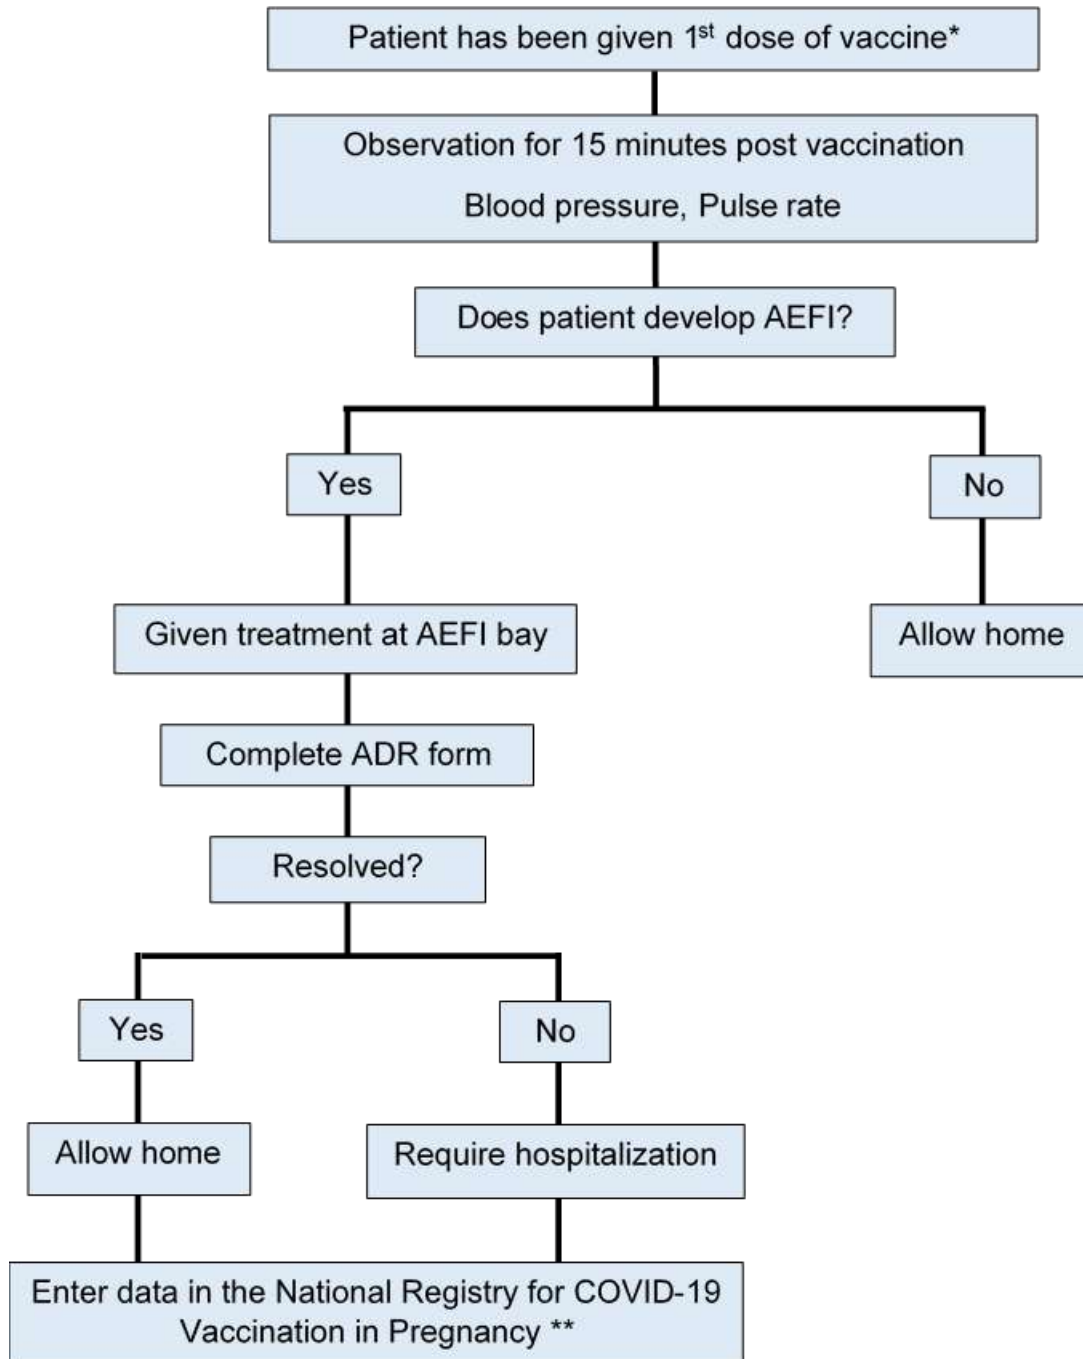 Patient has been given 1st dose of vaccine*
Observation for 15 minutes post vaccination
Blood pressure, Pulse rate
Does patient develop AEFI?
Yes
No
Given treatment at AEFI bay
Allow home
Complete ADR form
Resolved?
Yes
No
Allow home
Require hospitalization
Enter data in the National Registry for COVID-19
Vaccination in Pregnancy **